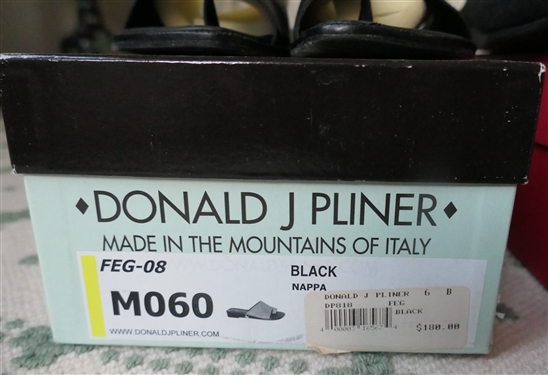 ♦DONALD J PLINER♦
MADE IN THE MOUNTAINS OF ITALY
FEG-08
BLACK
NAPPA
M060
WWW.DONALDJPLINER.COM
DONALD J PLINER 6 B
DP818 FEG
BLACK
$180.00